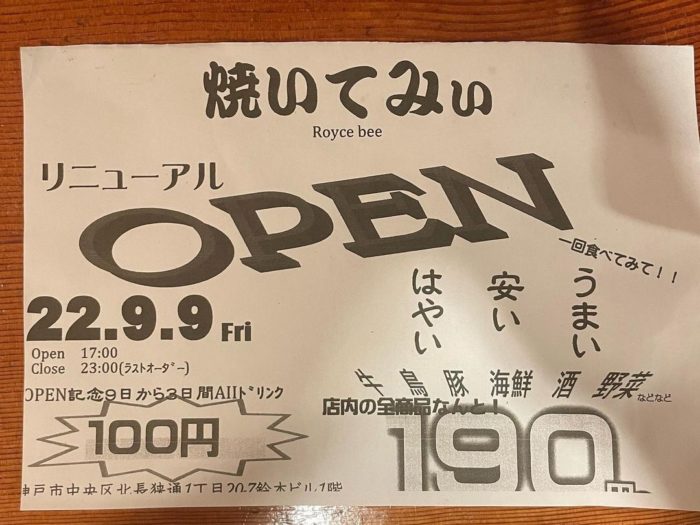 焼いてみぃ
Royce bee
リニューアル
OPEN
一回食べてみて!!
うまい
安い
はやい
22.9.9 Fri
Open 17:00
Close 23:00(ラストオーダー)
牛 鳥 豚 海鮮 酒 野菜 などなど
OPEN記念9日から3日間Allドリンク
100円
店内の全商品なんと!
190円
神戸市中央区北長狭通1丁目20-7鈴木ビル1階